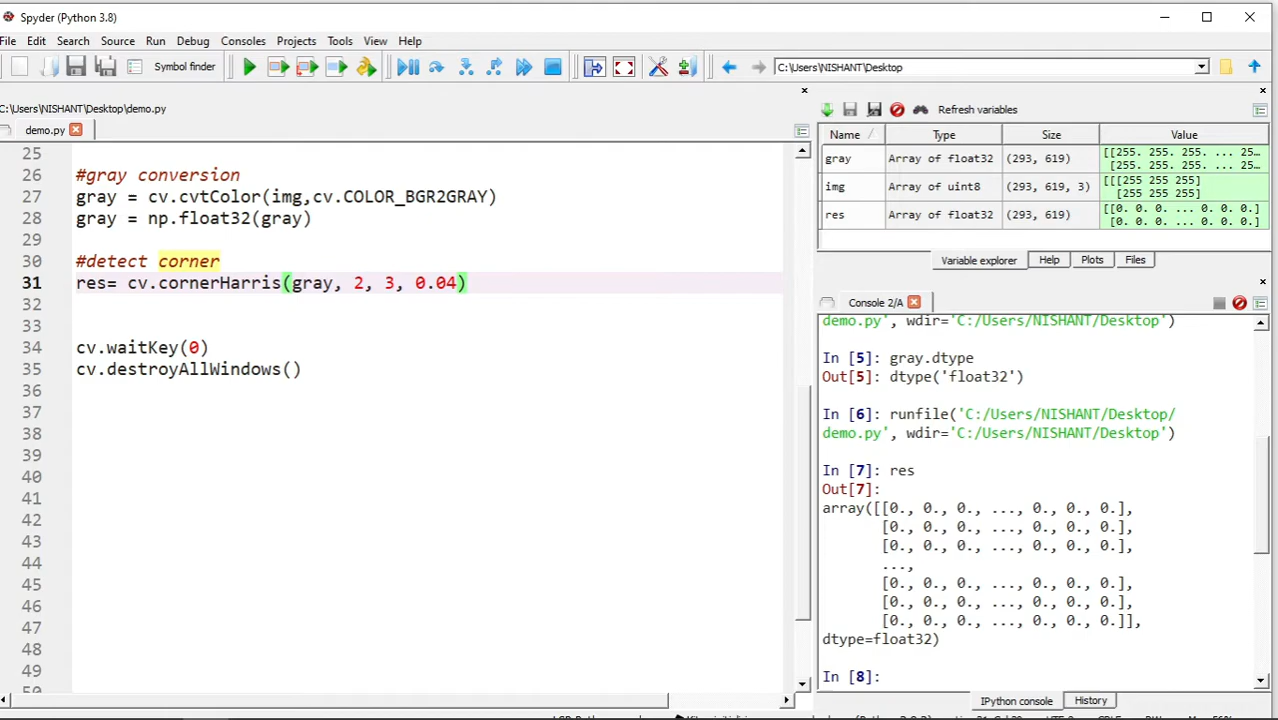 Spyder (Python 3.8)
File Edit Search Source Run Debug Consoles Projects Tools View Help
Symbol finder
C:\Users\NISHANT\Desktop
C:\Users\NISHANT\Desktop\demo.py
demo.py
25
26 #gray conversion
27 gray = cv.cvtColor(img,cv.COLOR_BGR2GRAY)
28 gray = np.float32(gray)
29
30 #detect corner
31 res= cv.cornerHarris(gray, 2, 3, 0.04)
32
33
34 cv.waitKey(0)
35 cv.destroyAllWindows()
36
37
38
39
40
41
42
43
44
45
46
47
48
49
50
Refresh variables
Name Type Size Value
gray Array of float32 (293, 619) [[255. 255. 255. ... 25…
[255. 255. 255. ... 25…
img Array of uint8 (293, 619, 3) [[[255 255 255]
[255 255 255]
res Array of float32 (293, 619) [[0. 0. 0. ... 0. 0. 0.]
[0. 0. 0. ... 0. 0. 0.]
Variable explorer Help Plots Files
Console 2/A
demo.py', wdir='C:/Users/NISHANT/Desktop')
In [5]: gray.dtype
Out[5]: dtype('float32')
In [6]: runfile('C:/Users/NISHANT/Desktop/
demo.py', wdir='C:/Users/NISHANT/Desktop')
In [7]: res
Out[7]:
array([[0., 0., 0., ..., 0., 0., 0.],
[0., 0., 0., ..., 0., 0., 0.],
[0., 0., 0., ..., 0., 0., 0.],
...,
[0., 0., 0., ..., 0., 0., 0.],
[0., 0., 0., ..., 0., 0., 0.],
[0., 0., 0., ..., 0., 0., 0.]],
dtype=float32)
In [8]:
IPython console History